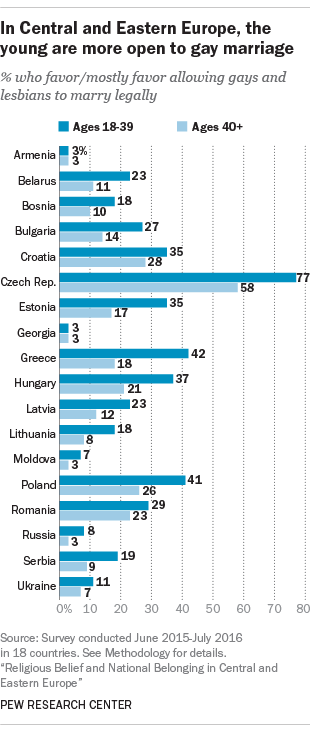 In Central and Eastern Europe, the
young are more open to gay marriage
% who favor/mostly favor allowing gays and
lesbians to marry legally
Ages 18-39 Ages 40+
Armenia 3% 3
Belarus 23 11
Bosnia 18 10
Bulgaria 27 14
Croatia 35 28
Czech Rep. 77 58
Estonia 35 17
Georgia 3 3
Greece 42 18
Hungary 37 21
Latvia 23 12
Lithuania 18 8
Moldova 7 3
Poland 41 26
Romania 29 23
Russia 8 3
Serbia 19 9
Ukraine 11 7
0% 10 20 30 40 50 60 70 80
Source: Survey conducted June 2015-July 2016
in 18 countries. See Methodology for details.
“Religious Belief and National Belonging in Central and
Eastern Europe”
PEW RESEARCH CENTER